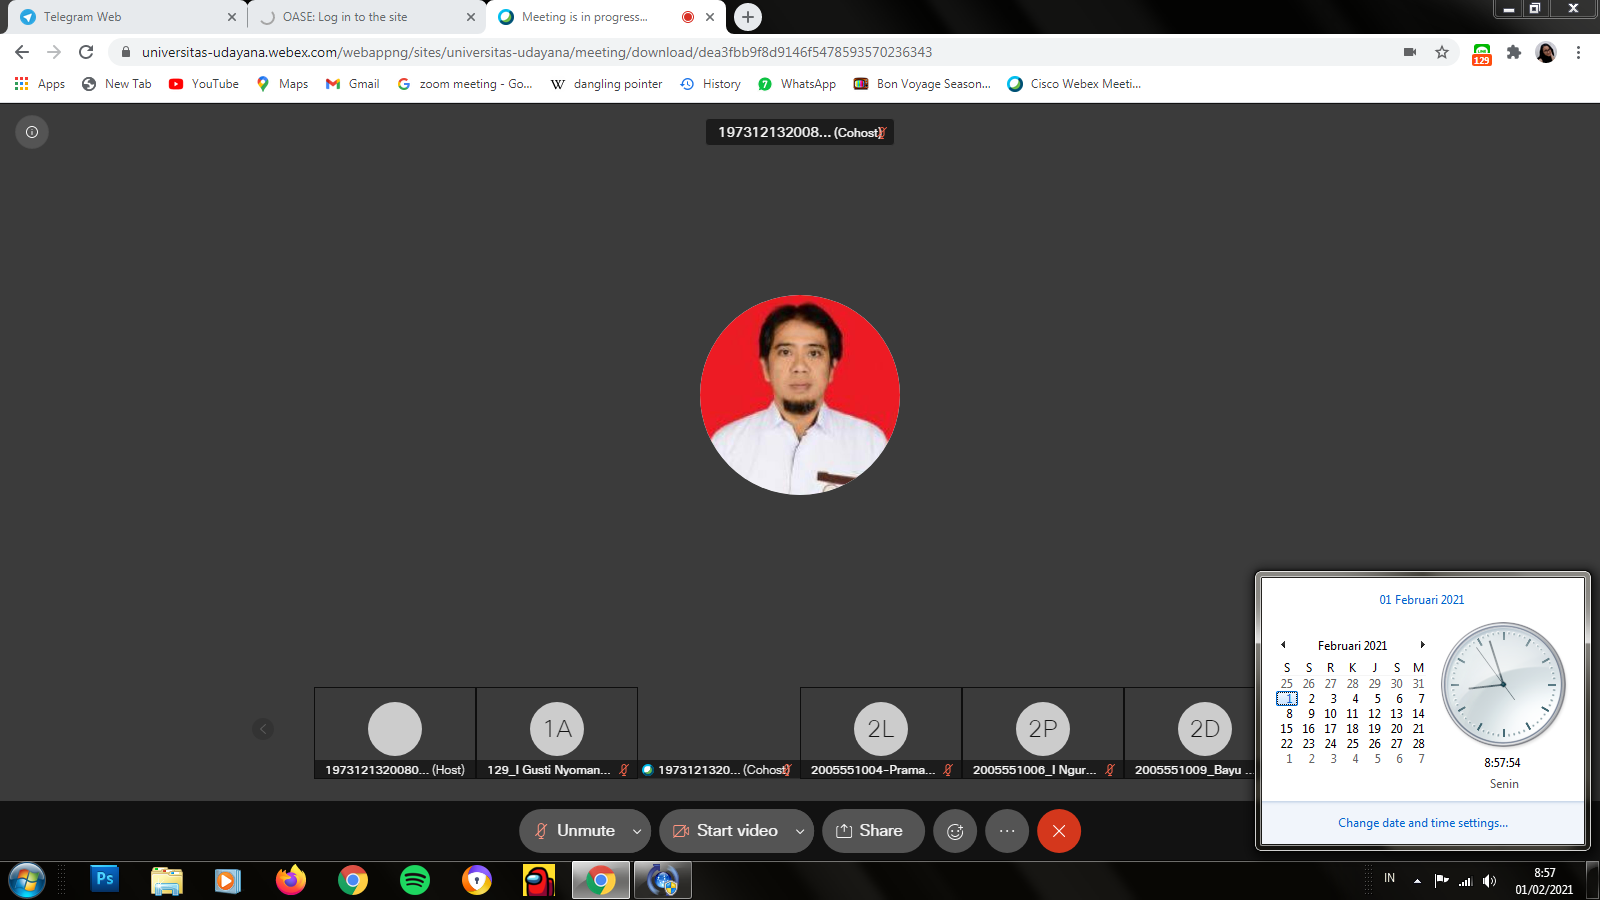 Telegram Web
OASE: Log in to the site
Meeting is in progress...
universitas-udayana.webex.com/webappng/sites/universitas-udayana/meeting/download/dea3fbb9f8d9146f5478593570236343
129
Apps
New Tab
YouTube
Maps
Gmail
zoom meeting - Go...
dangling pointer
History
WhatsApp
Bon Voyage Season...
Cisco Webex Meeti...
197312132008... (Cohost)
01 Februari 2021
Februari 2021
S S R K J S M
25 26 27 28 29 30 31
1 2 3 4 5 6 7
8 9 10 11 12 13 14
15 16 17 18 19 20 21
22 23 24 25 26 27 28
1 2 3 4 5 6 7
8:57:54
Senin
Change date and time settings...
1A
2L
2P
2D
1973121320080... (Host)
129_I Gusti Nyoman...
1973121320... (Cohost)
2005551004-Prama...
2005551006_I Ngur...
2005551009_Bayu ...
Unmute
Start video
Share
Ps
IN
8:57
01/02/2021